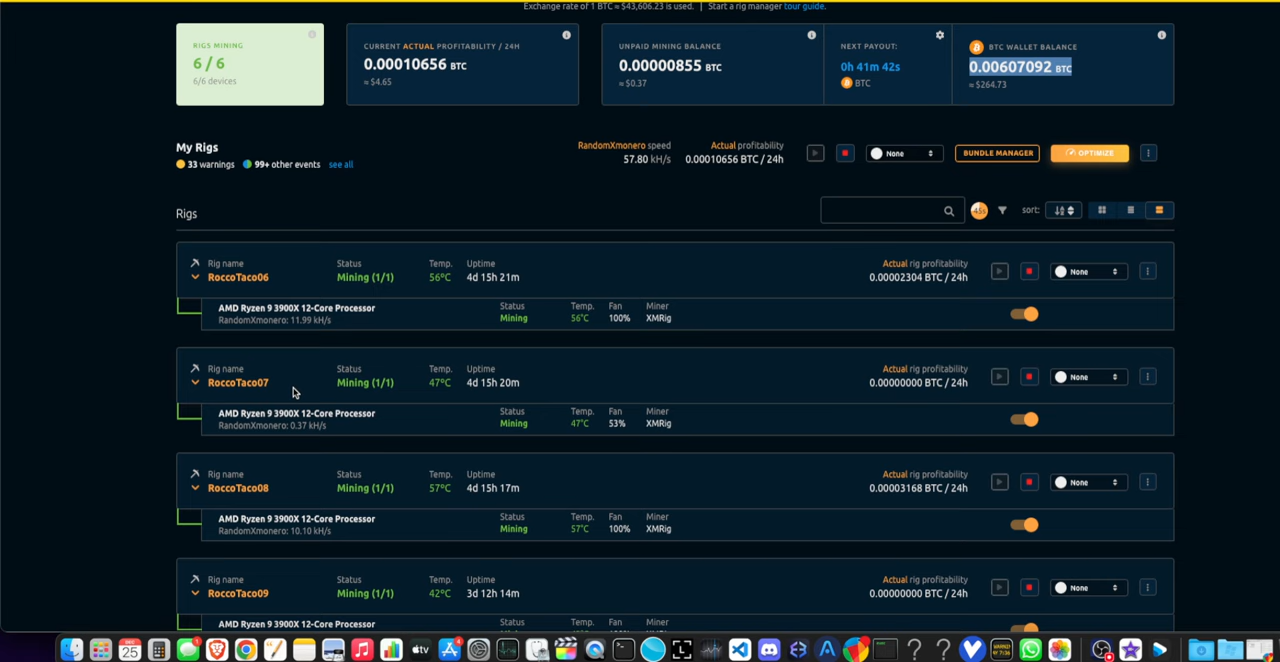 Exchange rate of 1 BTC ≈ $43,606.23 is used. | Start a rig manager tour guide.
RIGS MINING
6 / 6
6/6 devices
CURRENT ACTUAL PROFITABILITY / 24H
0.00010656 BTC
≈ $4.65
UNPAID MINING BALANCE
0.00000855 BTC
≈ $0.37
NEXT PAYOUT:
0h 41m 42s
BTC
BTC WALLET BALANCE
0.00607092 BTC
≈ $264.73
My Rigs
33 warnings 99+ other events see all
RandomXmonero speed
57.80 kH/s
Actual profitability
0.00010656 BTC / 24h
None
BUNDLE MANAGER
OPTIMIZE
Rigs
45s
sort:
Rig name Status Temp. Uptime Actual rig profitability
RoccoTaco06 Mining (1/1) 56°C 4d 15h 21m 0.00002304 BTC / 24h None
AMD Ryzen 9 3900X 12-Core Processor Status Temp. Fan Miner
RandomXmonero: 11.99 kH/s Mining 56°C 100% XMRig
Rig name Status Temp. Uptime Actual rig profitability
RoccoTaco07 Mining (1/1) 47°C 4d 15h 20m 0.00000000 BTC / 24h None
AMD Ryzen 9 3900X 12-Core Processor Status Temp. Fan Miner
RandomXmonero: 0.37 kH/s Mining 47°C 53% XMRig
Rig name Status Temp. Uptime Actual rig profitability
RoccoTaco08 Mining (1/1) 57°C 4d 15h 17m 0.00003168 BTC / 24h None
AMD Ryzen 9 3900X 12-Core Processor Status Temp. Fan Miner
RandomXmonero: 10.10 kH/s Mining 57°C 100% XMRig
Rig name Status Temp. Uptime Actual rig profitability
RoccoTaco09 Mining (1/1) 42°C 3d 12h 14m 0.00000000 BTC / 24h None
AMD Ryzen 9 3900X 12-Core Processor Status Temp. Fan Miner
DEC
25
tv